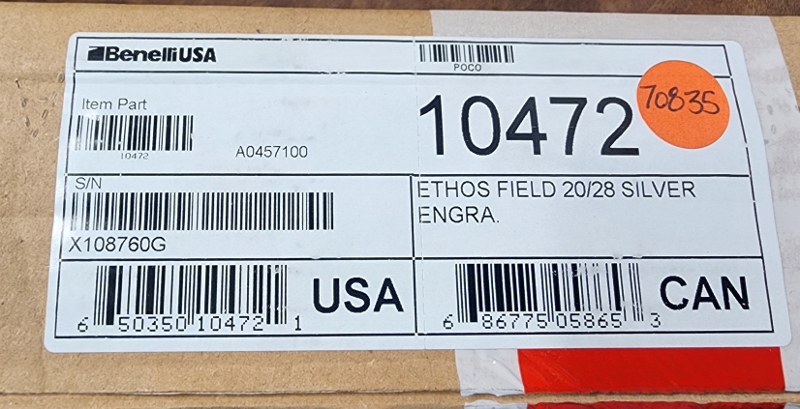 BenelliUSA
POCO
Item Part
10472
A0457100
10472
70835
S/N
X108760G
ETHOS FIELD 20/28 SILVER
ENGRA.
6 50350 10472 1
USA
6 86775 05865 3
CAN